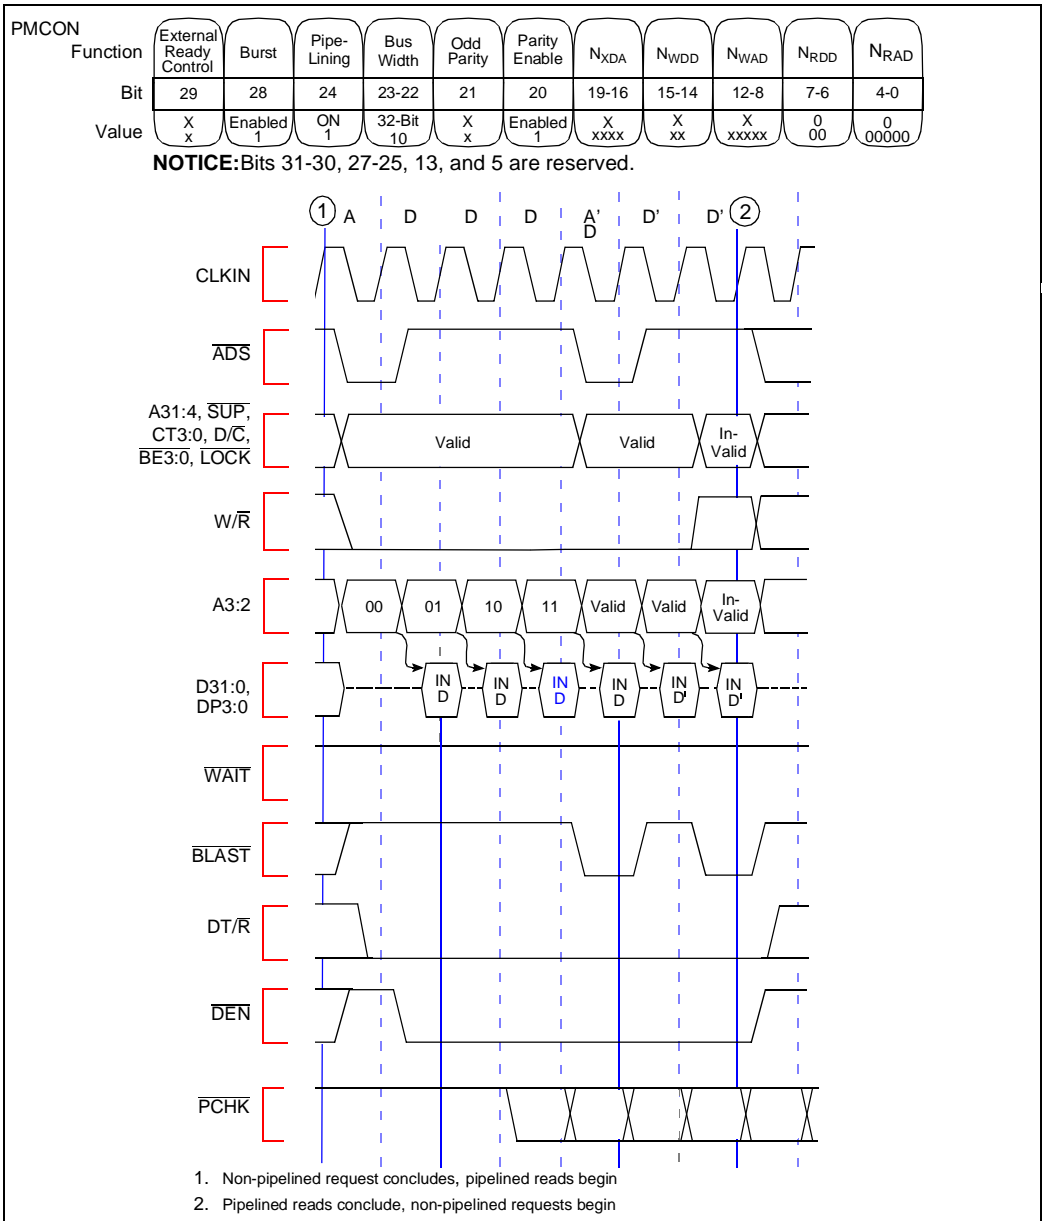 PMCON
Function External Ready Control Burst Pipe-Lining Bus Width Odd Parity Parity Enable NXDA NWDD NWAD NRDD NRAD
Bit 29 28 24 23-22 21 20 19-16 15-14 12-8 7-6 4-0
Value X x Enabled 1 ON 1 32-Bit 10 X x Enabled 1 X xxxx X xx X xxxxx 0 00 0 00000
NOTICE:Bits 31-30, 27-25, 13, and 5 are reserved.
1 A D D D A' D D' D' 2
CLKIN
ADS
A31:4, SUP,
CT3:0, D/C,
BE3:0, LOCK
Valid Valid In-Valid
W/R
A3:2 00 01 10 11 Valid Valid In-Valid
D31:0,
DP3:0
IN D IN D IN D IN D IN D' IN D'
WAIT
BLAST
DT/R
DEN
PCHK
1. Non-pipelined request concludes, pipelined reads begin
2. Pipelined reads conclude, non-pipelined requests begin